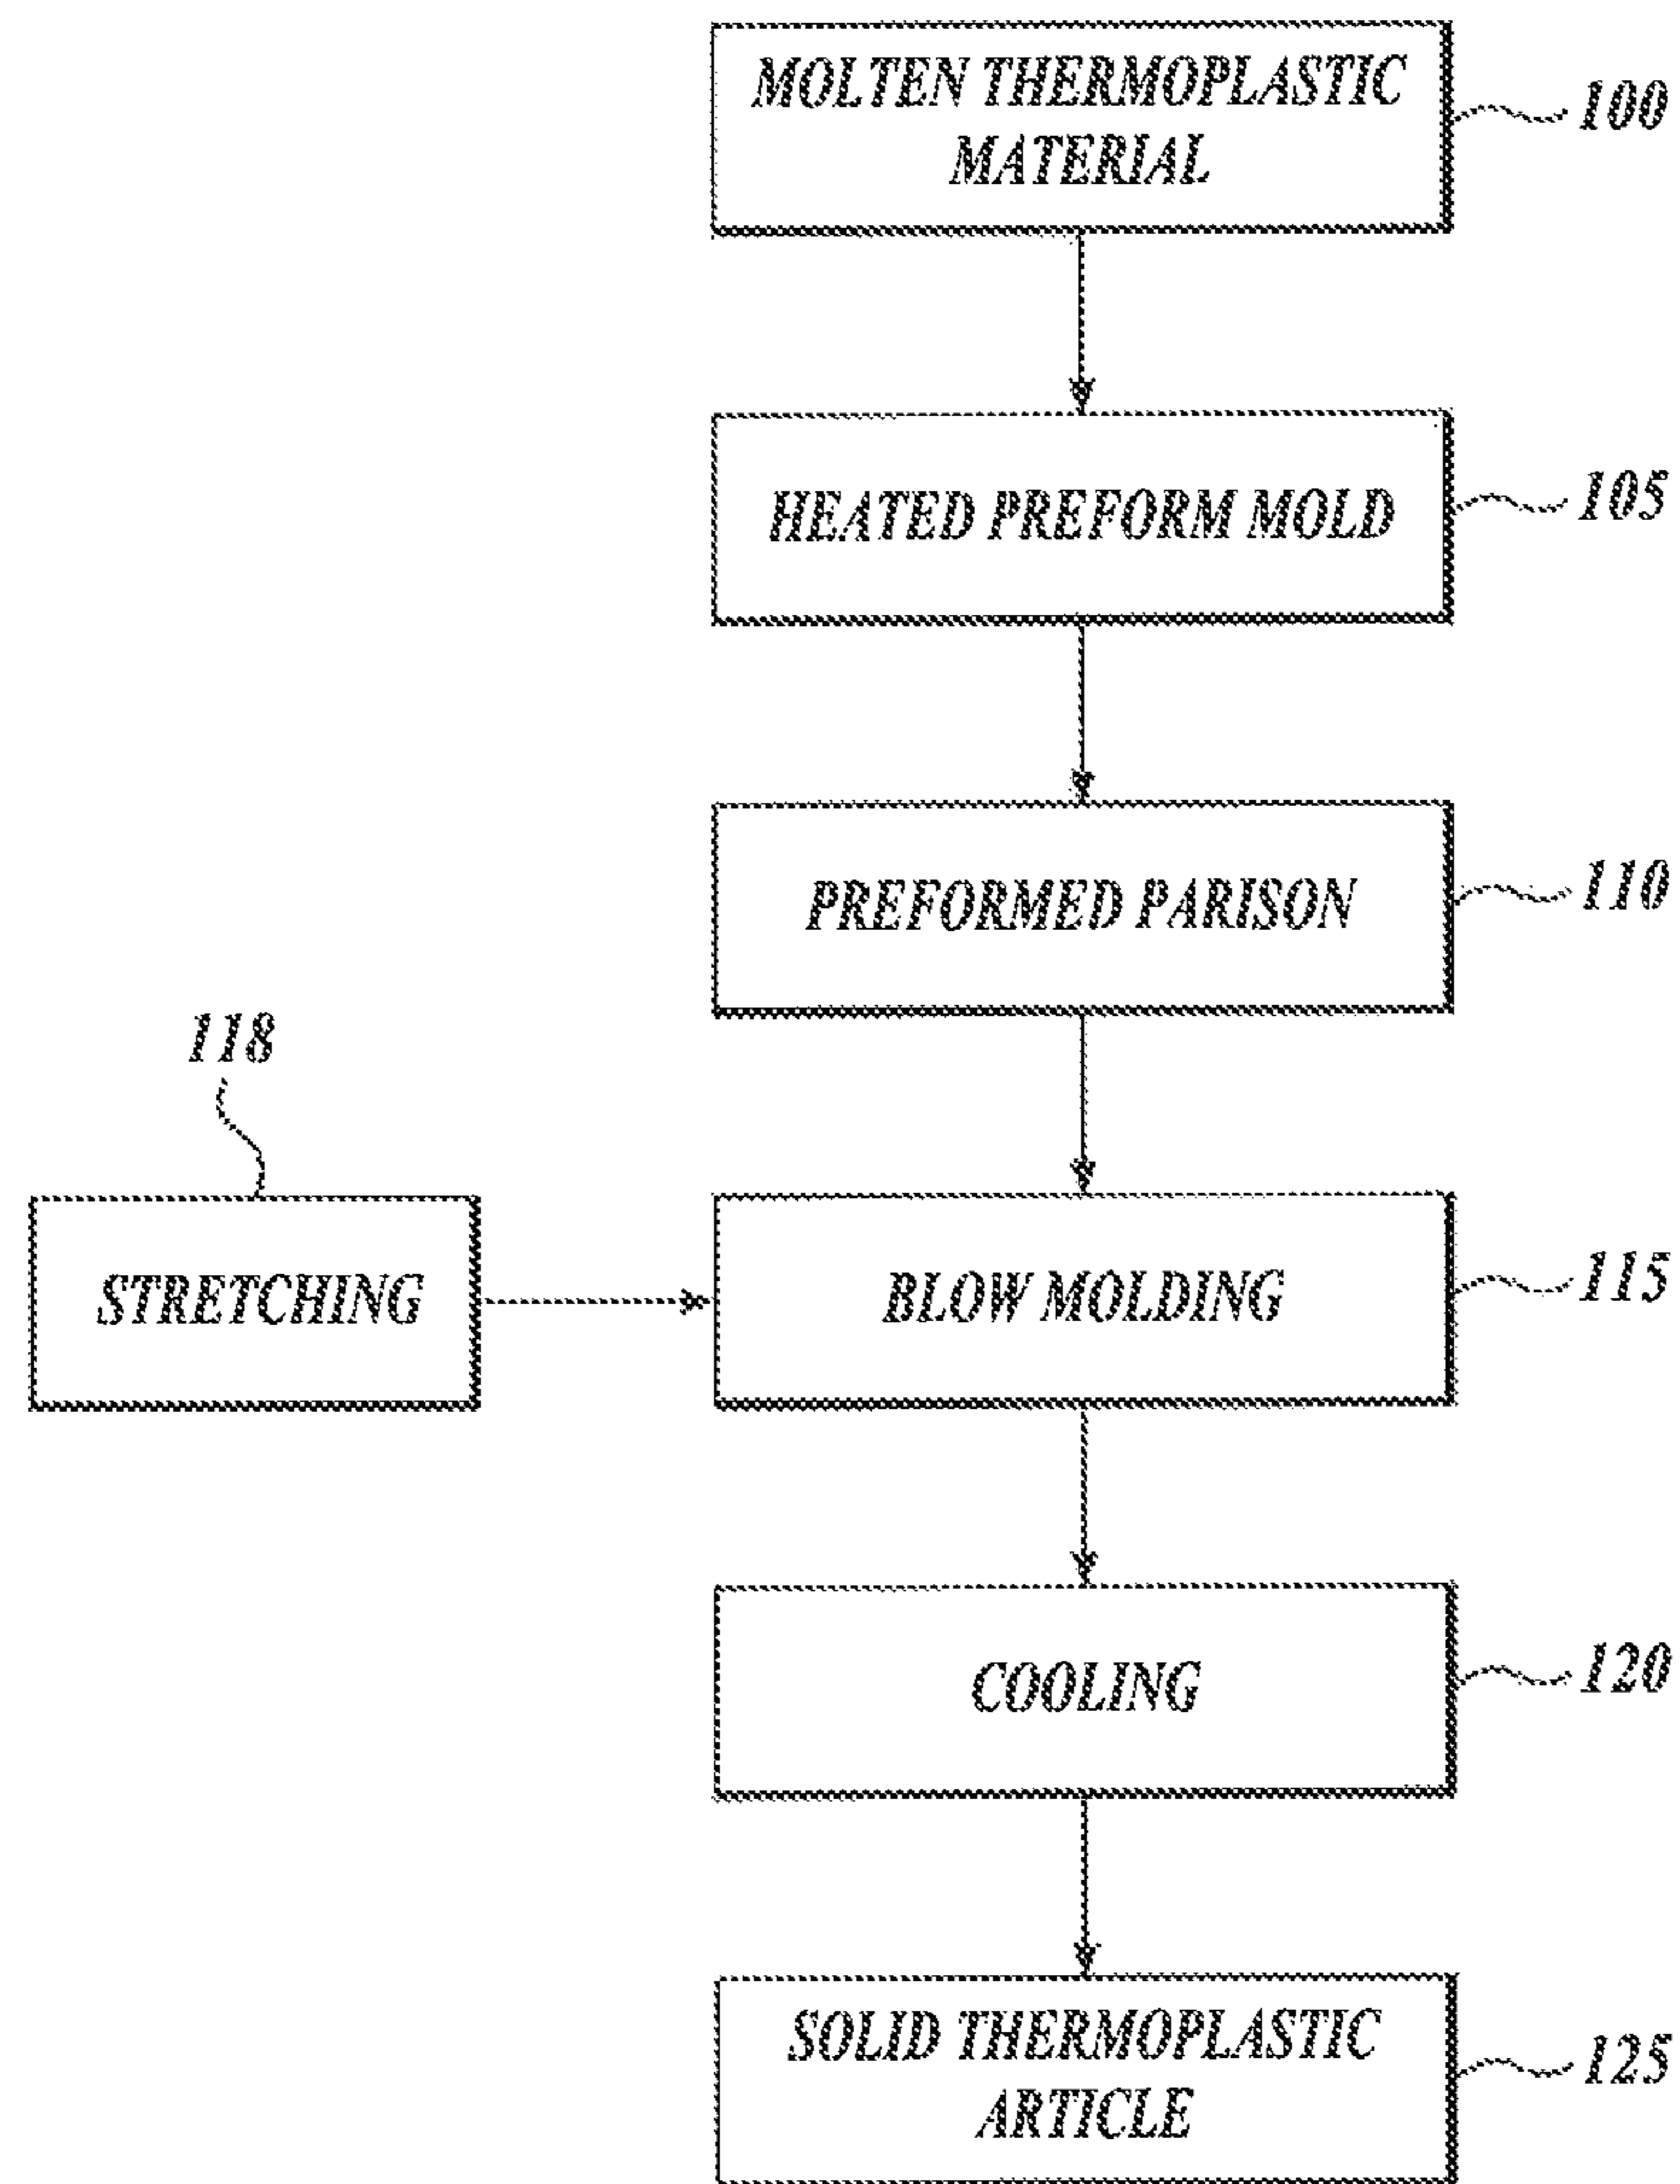 MOLTEN THERMOPLASTIC
MATERIAL
100
HEATED PREFORM MOLD
105
PREFORMED PARISON
110
118
STRETCHING
BLOW MOLDING
115
COOLING
120
SOLID THERMOPLASTIC
ARTICLE
125